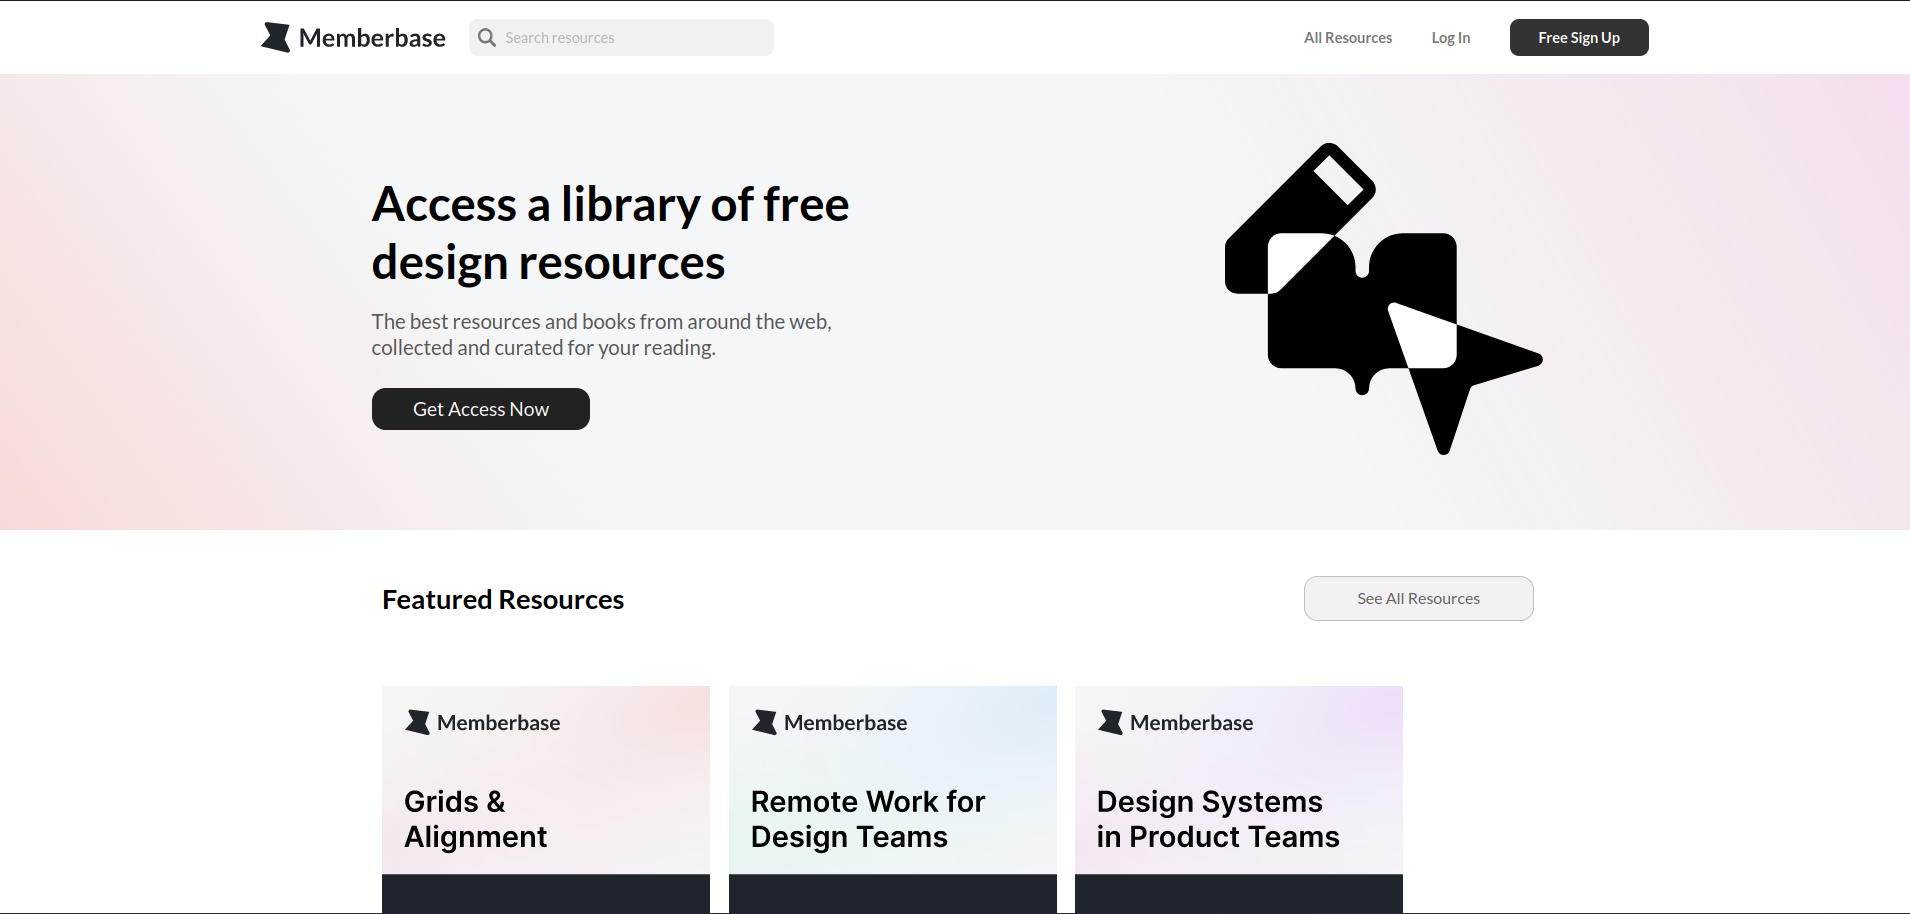 Memberbase
Search resources
All Resources
Log In
Free Sign Up
Access a library of free
design resources
The best resources and books from around the web,
collected and curated for your reading.
Get Access Now
Featured Resources
See All Resources
Memberbase
Grids &
Alignment
Memberbase
Remote Work for
Design Teams
Memberbase
Design Systems
in Product Teams